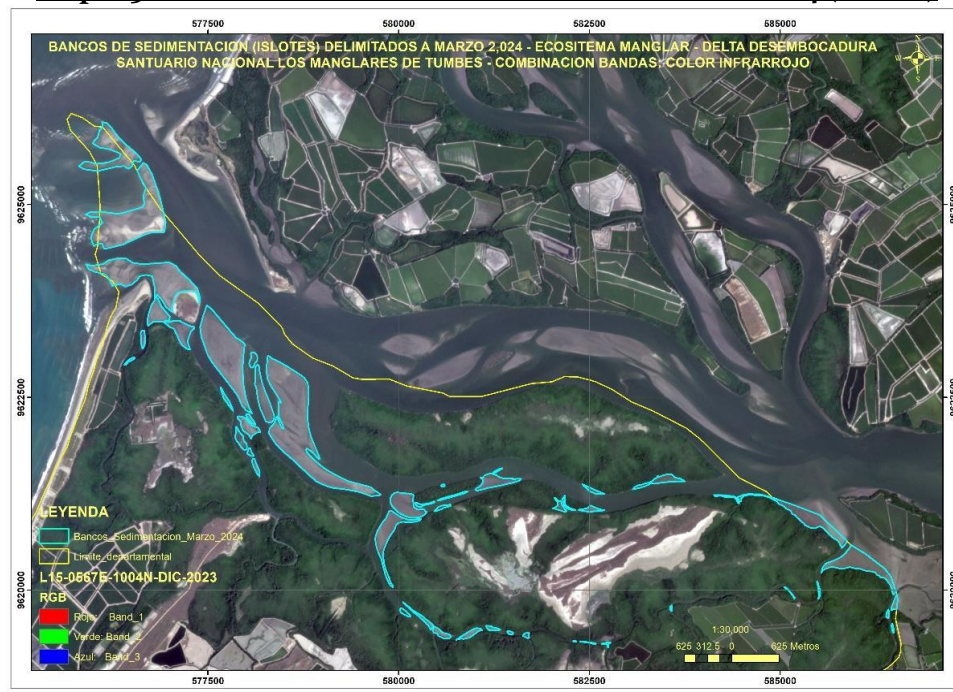 577500 580000 582500 585000
BANCOS DE SEDIMENTACION (ISLOTES) DELIMITADOS A MARZO 2,024 - ECOSITEMA MANGLAR - DELTA DESEMBOCADURA
SANTUARIO NACIONAL LOS MANGLARES DE TUMBES - COMBINACION BANDAS: COLOR INFRARROJO
N
W
S
9625000
9622500
9620000
LEYENDA
Bancos_Sedimentacion_Marzo_2024
Limite_departamental
L15-0567E-1004N-DIC-2023
RGB
Rojo: Band_1
Verde: Band_2
Azul: Band_3
1:30,000
625 312.5 0 625 Metros
577500 580000 582500 585000